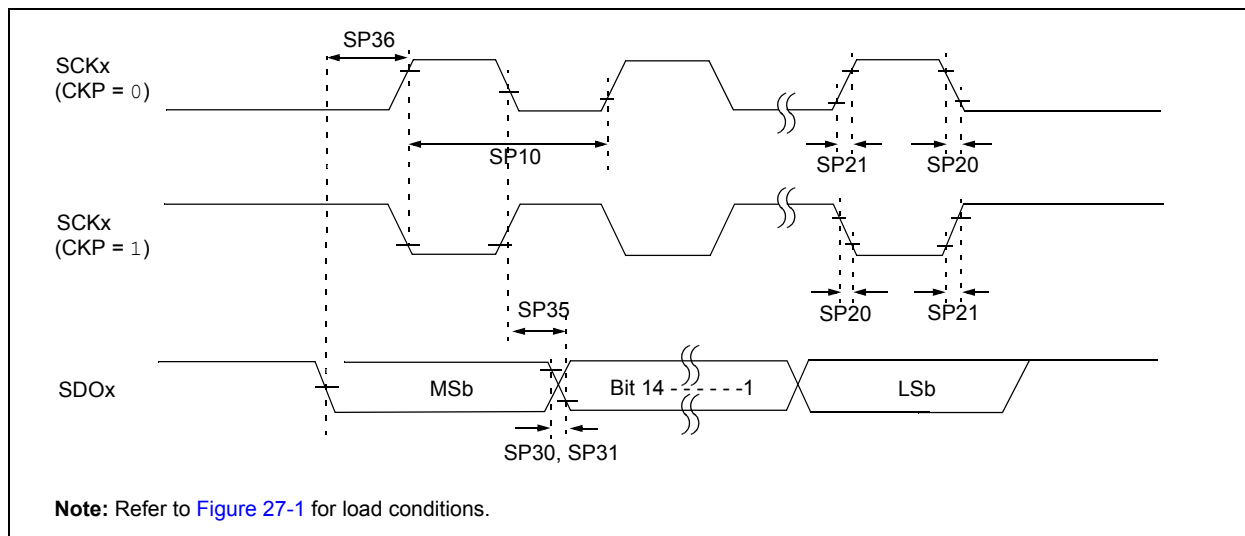 SP36
SCKx
(CKP = 0)
SP10
SP21
SP20
SCKx
(CKP = 1)
SP35
SP20
SP21
SDOx
MSb
Bit 14 - - - - - -1
LSb
SP30, SP31
Note: Refer to Figure 27-1 for load conditions.